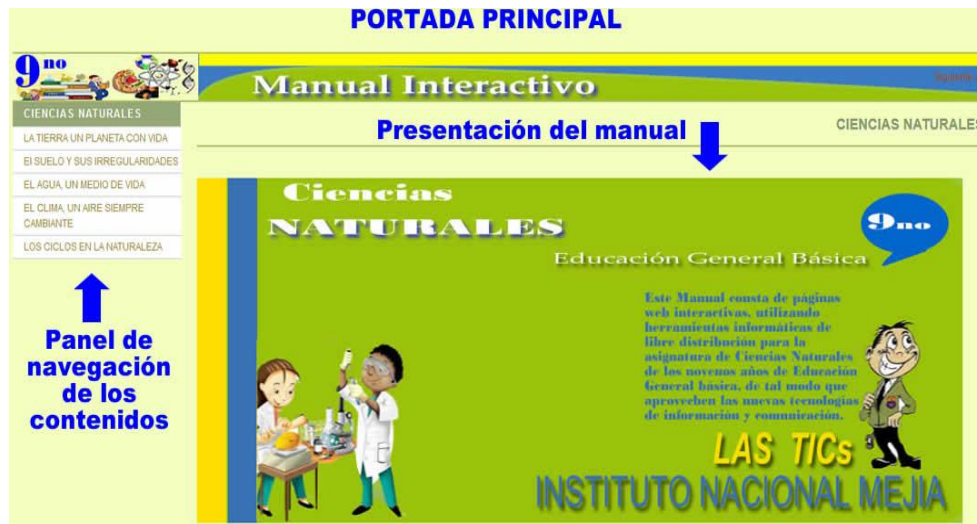 PORTADA PRINCIPAL
9no
Manual Interactivo
CIENCIAS NATURALES
LA TIERRA UN PLANETA CON VIDA
El SUELO Y SUS IRREGULARIDADES
EL AGUA, UN MEDIO DE VIDA
EL CLIMA, UN AIRE SIEMPRE
CAMBIANTE
LOS CICLOS EN LA NATURALEZA
Panel de
navegación
de los
contenidos
Presentación del manual
CIENCIAS NATURALES
Ciencias
NATURALES
9no
Educación General Básica
Este Manual consta de páginas
web interactivas, utilizando
herramientas informáticas de
libre distribución para la
asignatura de Ciencias Naturales
de los novenos años de Educación
General básica, de tal modo que
aprovechen las nuevas tecnologías
de información y comunicación.
LAS TICs
INSTITUTO NACIONAL MEJIA